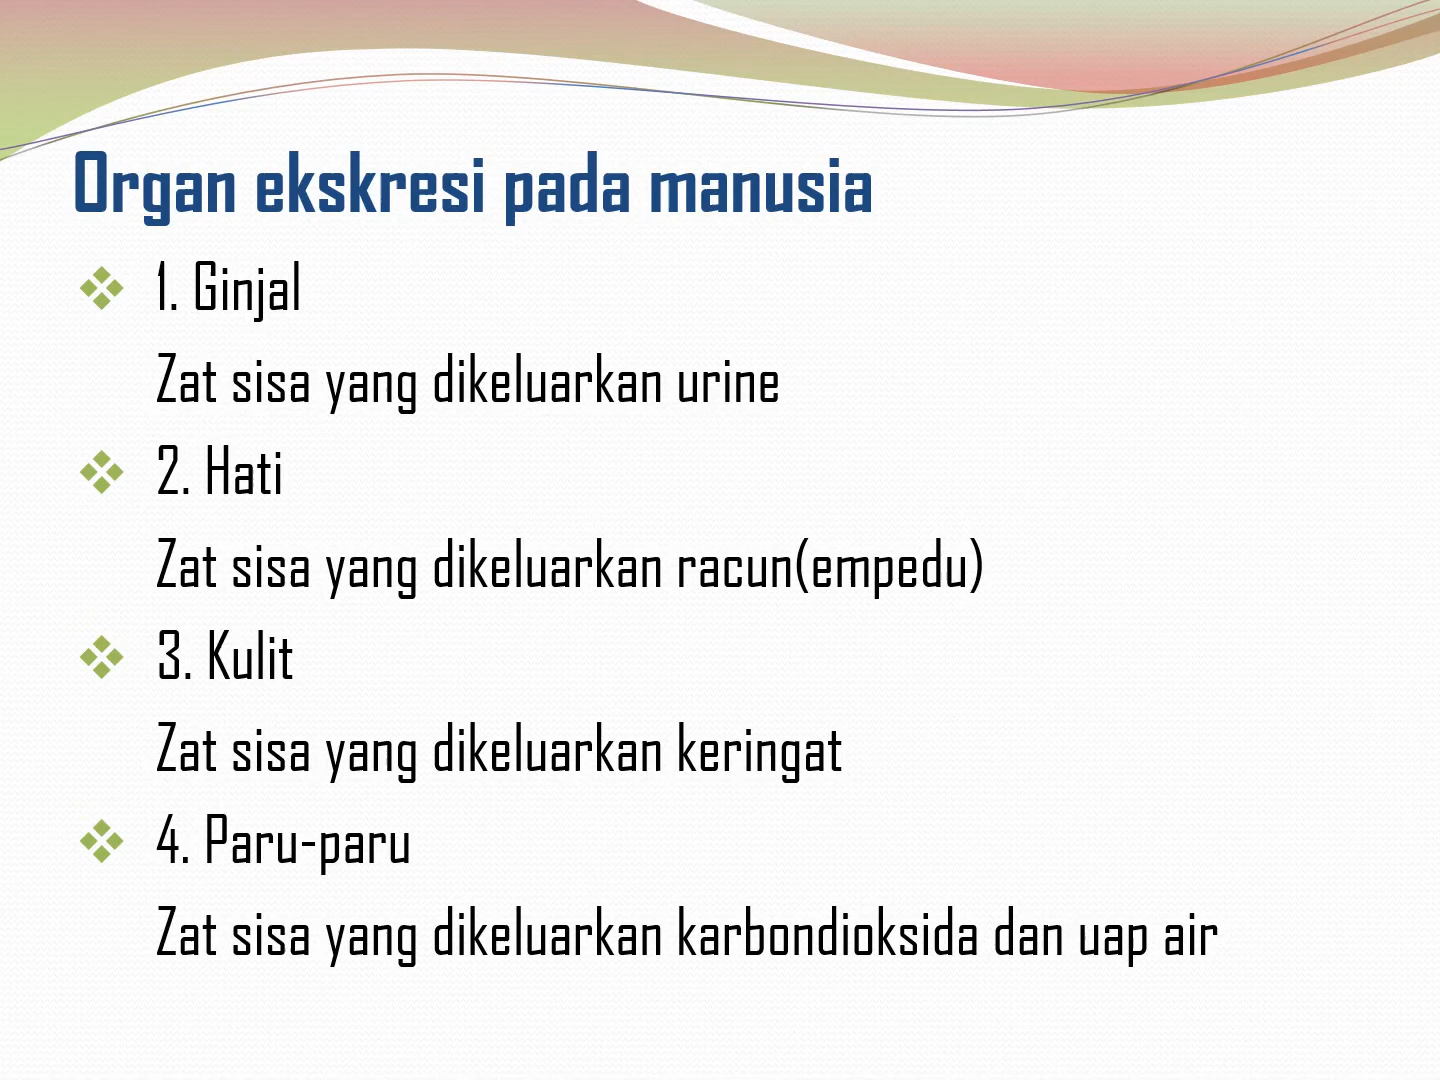 Organ ekskresi pada manusia
1. Ginjal
Zat sisa yang dikeluarkan urine
2. Hati
Zat sisa yang dikeluarkan racun(empedu)
3. Kulit
Zat sisa yang dikeluarkan keringat
4. Paru-paru
Zat sisa yang dikeluarkan karbondioksida dan uap air